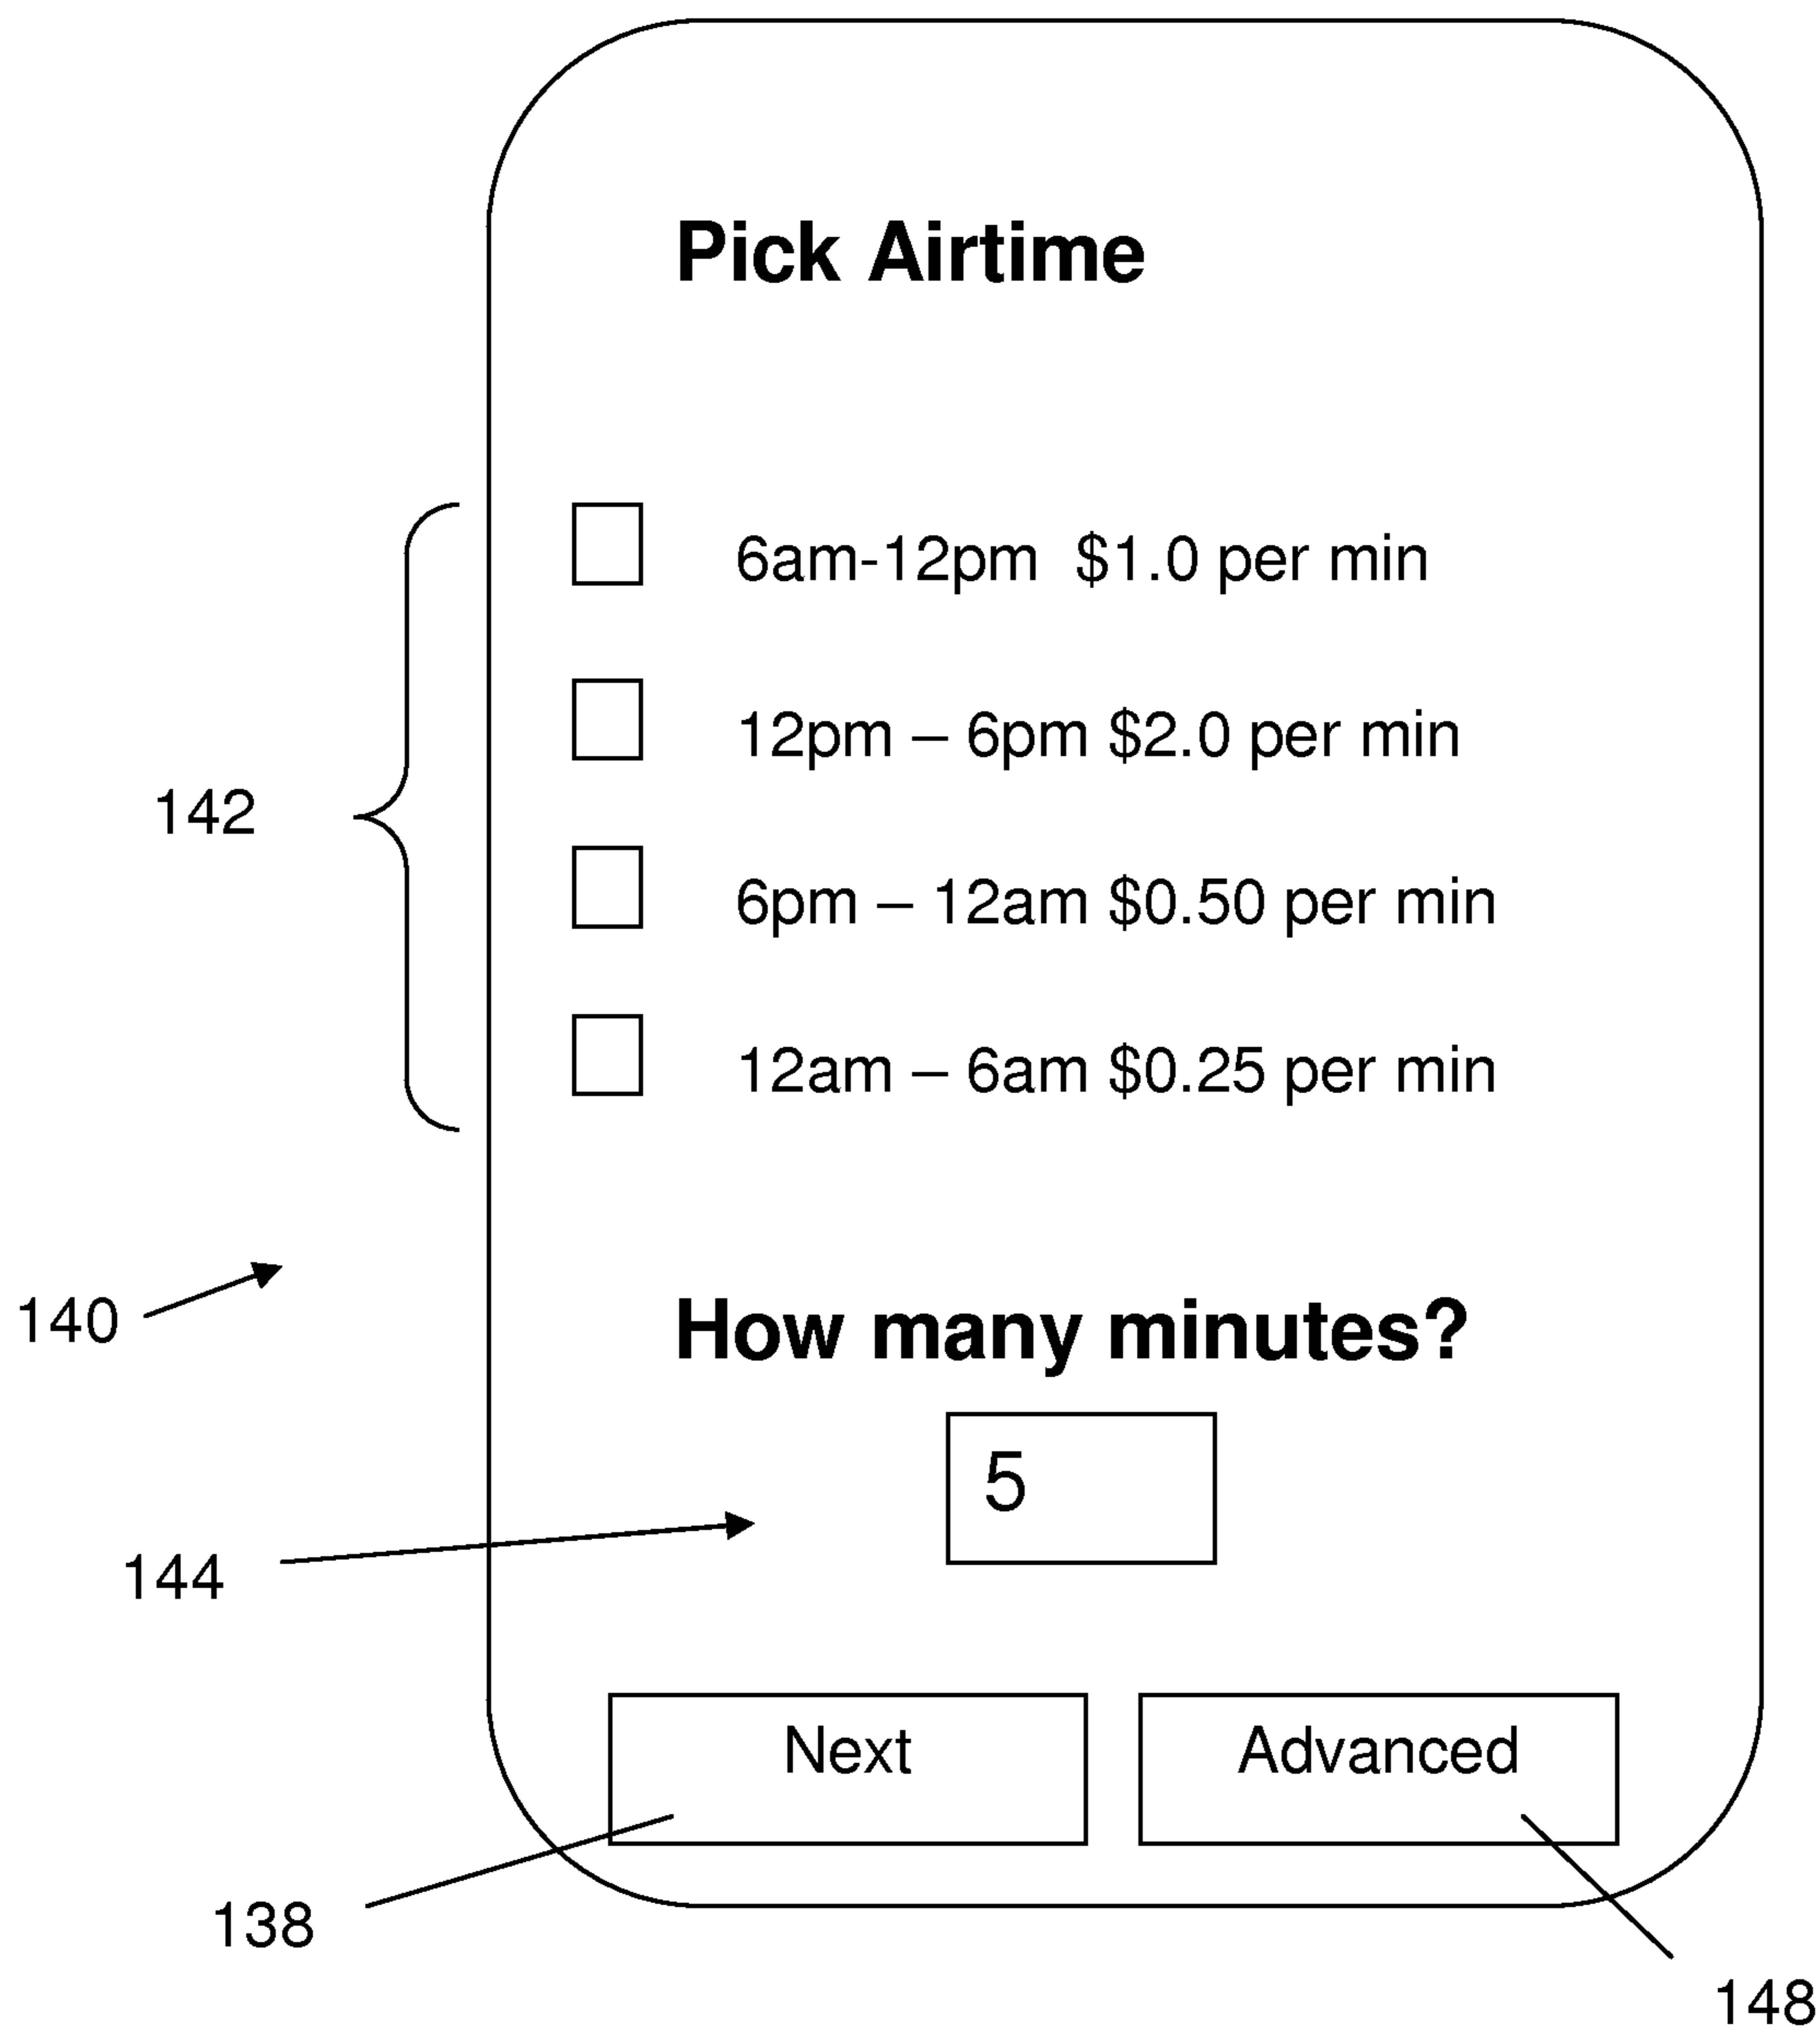 Pick Airtime
6am-12pm $1.0 per min
12pm – 6pm $2.0 per min
142
6pm – 12am $0.50 per min
12am – 6am $0.25 per min
140
How many minutes?
5
144
Next
Advanced
138
148